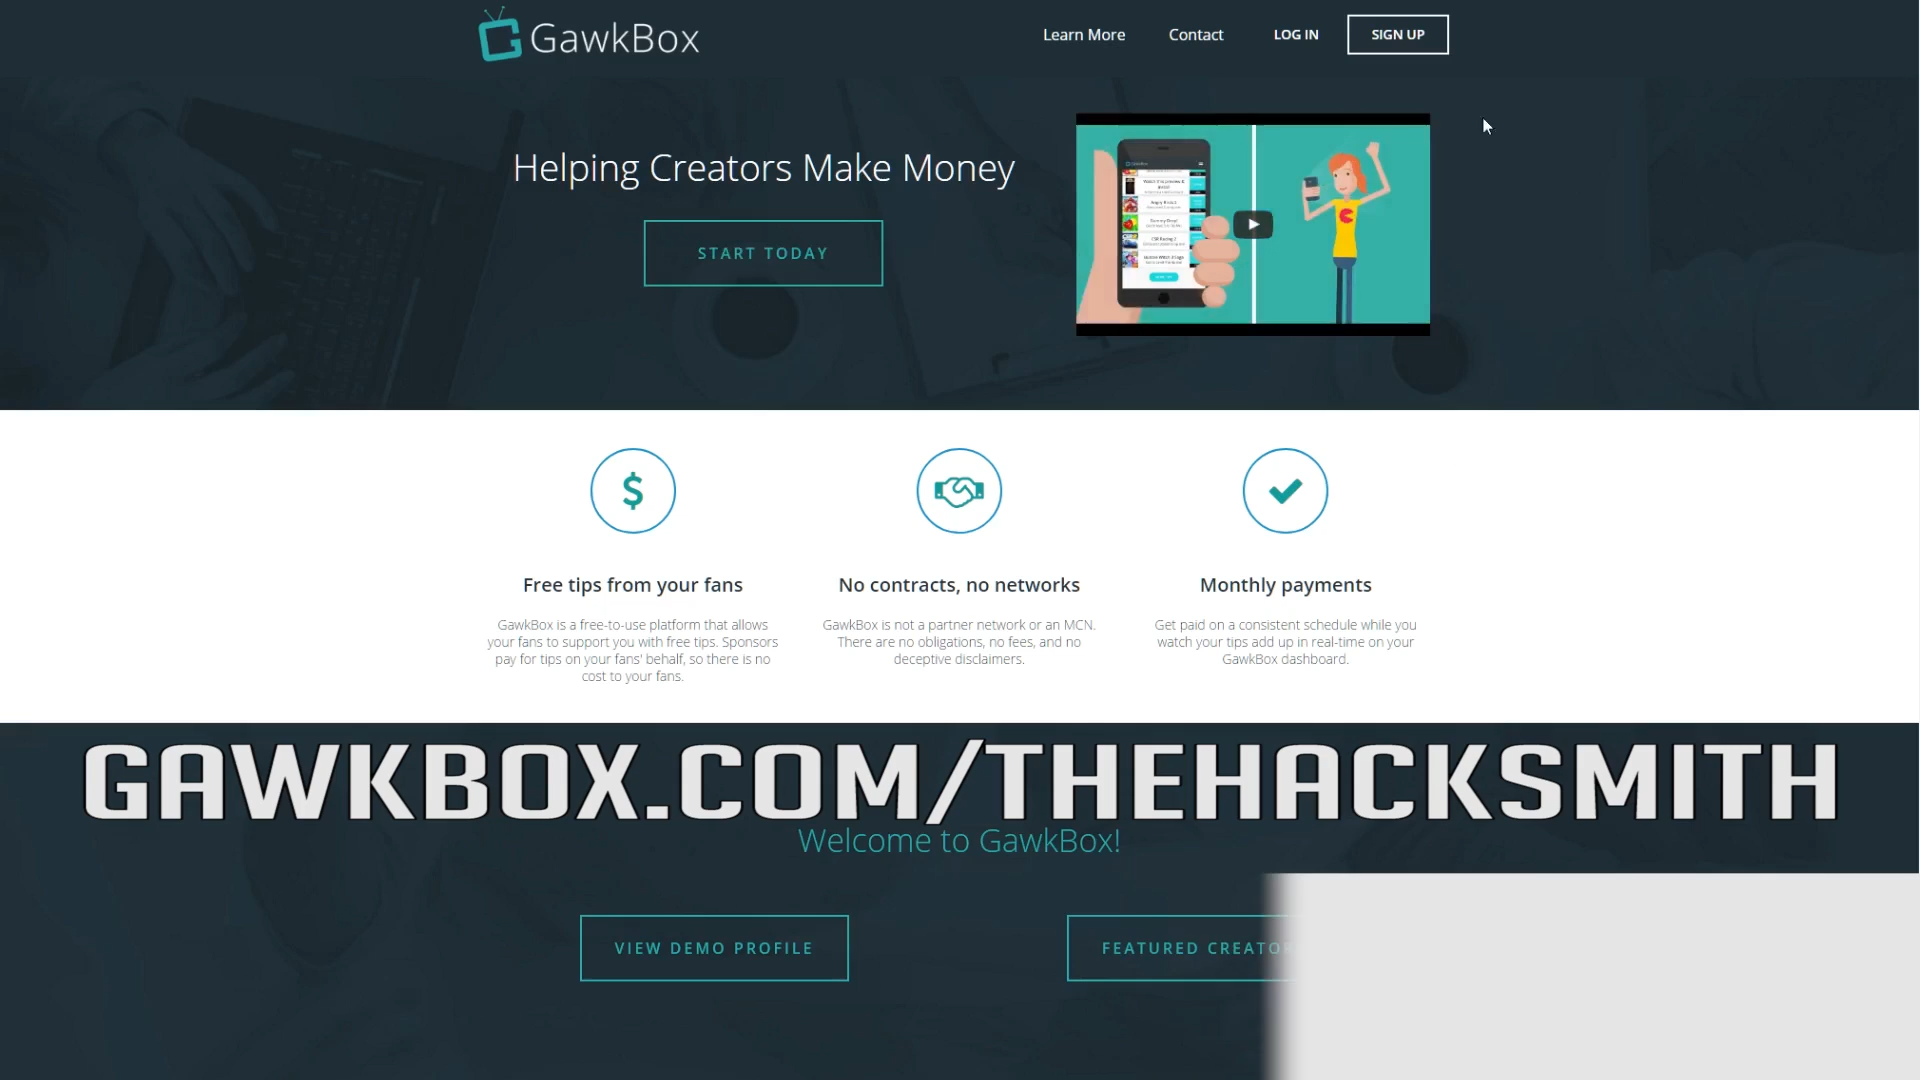 GawkBox
Learn More
Contact
LOG IN
SIGN UP
Helping Creators Make Money
START TODAY
Free tips from your fans
GawkBox is a free-to-use platform that allows
your fans to support you with free tips. Sponsors
pay for tips on your fans' behalf, so there is no
cost to your fans.
No contracts, no networks
GawkBox is not a partner network or an MCN.
There are no obligations, no fees, and no
deceptive disclaimers.
Monthly payments
Get paid on a consistent schedule while you
watch your tips add up in real-time on your
GawkBox dashboard.
GAWKBOX.COM/THEHACKSMITH
Welcome to GawkBox!
VIEW DEMO PROFILE
FEATURED CREATOR